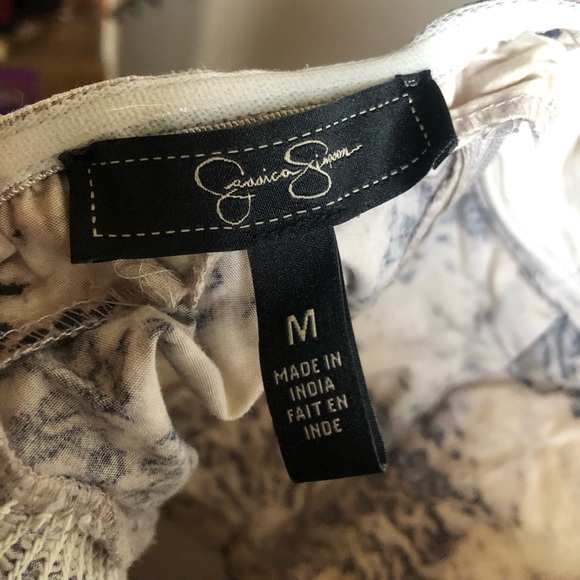 Jessica Simpson
M
MADE IN
INDIA
FAIT EN
INDE